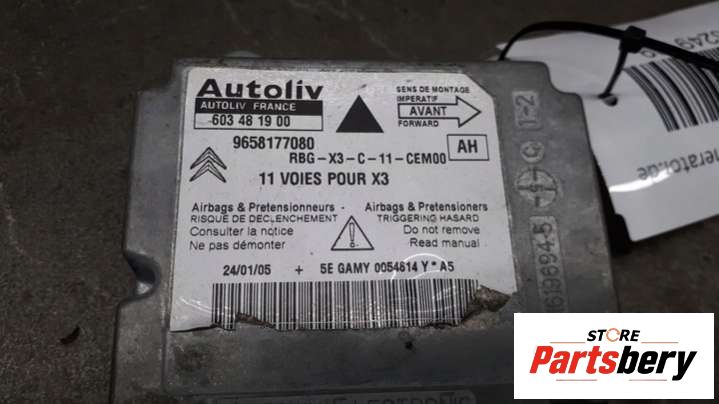 Autoliv
AUTOLIV FRANCE
603 48 19 00
SENS DE MONTAGE
IMPERATIF
AVANT
FORWARD
9658177080
AH
RBG-X3-C-11-CEM00
11 VOIES POUR X3
Airbags & Pretensionneurs - Airbags & Pretensioners
RISQUE DE DECLENCHEMENT
TRIGGERING HASARD
Consulter la notice
Do not remove
Ne pas démonter
Read manual
24/01/05 + 5E GAMY 0054614 Y * A5
1-2
STORE
Partsbery